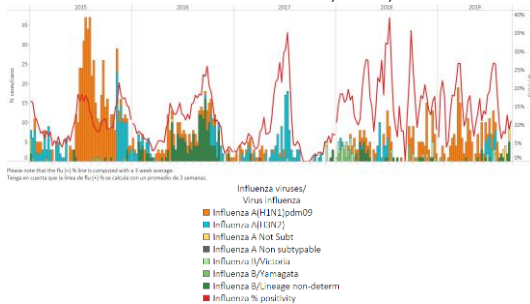 2015 2016 2017 2018 2019
35
30
25
20
15
10
5
0
40%
35%
30%
25%
20%
15%
10%
5%
0%
Please note that the flu (+) % line is computed with a 3 week average.
Tenga en cuenta que la línea de flu (+) % se calcula con un promedio de 3 semanas.
Influenza viruses/
Virus influenza
Influenza A(H1N1)pdm09
Influenza A(H3N2)
Influenza A Not Subt
Influenza A Non subtypable
Influenza B/Victoria
Influenza B/Yamagata
Influenza B/Lineage non-determ
Influenza % positivity